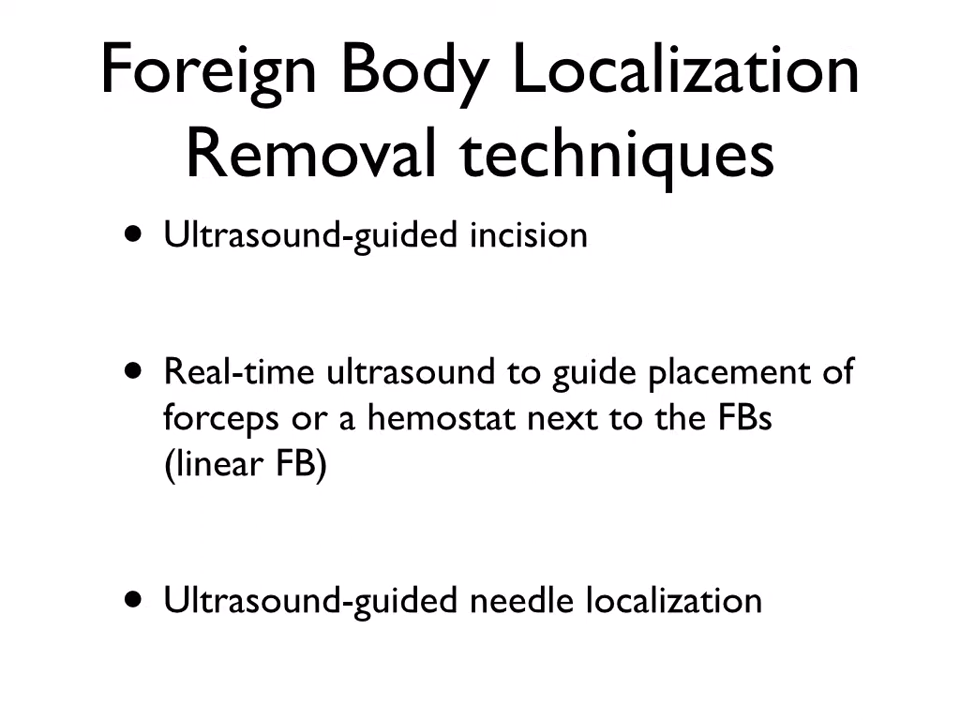 Foreign Body Localization
Removal techniques
• Ultrasound-guided incision
• Real-time ultrasound to guide placement of
forceps or a hemostat next to the FBs
(linear FB)
• Ultrasound-guided needle localization